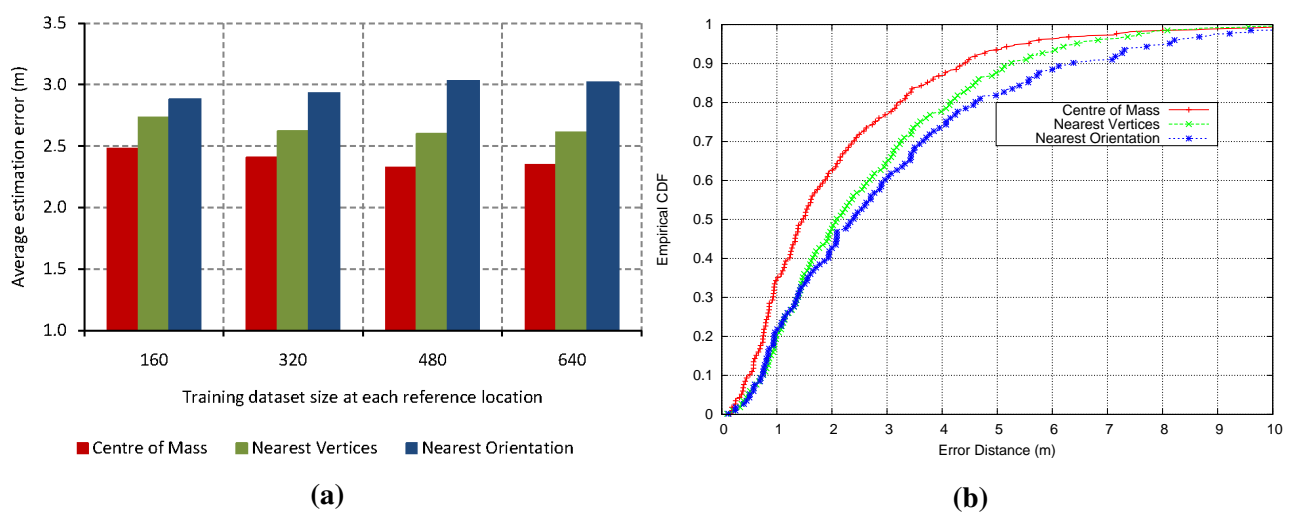 3.5
3.0
2.5
2.0
1.5
1.0
Average estimation error (m)
160 320 480 640
Training dataset size at each reference location
Centre of Mass Nearest Vertices Nearest Orientation
(a)
1
0.9
0.8
0.7
0.6
0.5
0.4
0.3
0.2
0.1
0
Empirical CDF
Centre of Mass
Nearest Vertices
Nearest Orientation
0 1 2 3 4 5 6 7 8 9 10
Error Distance (m)
(b)